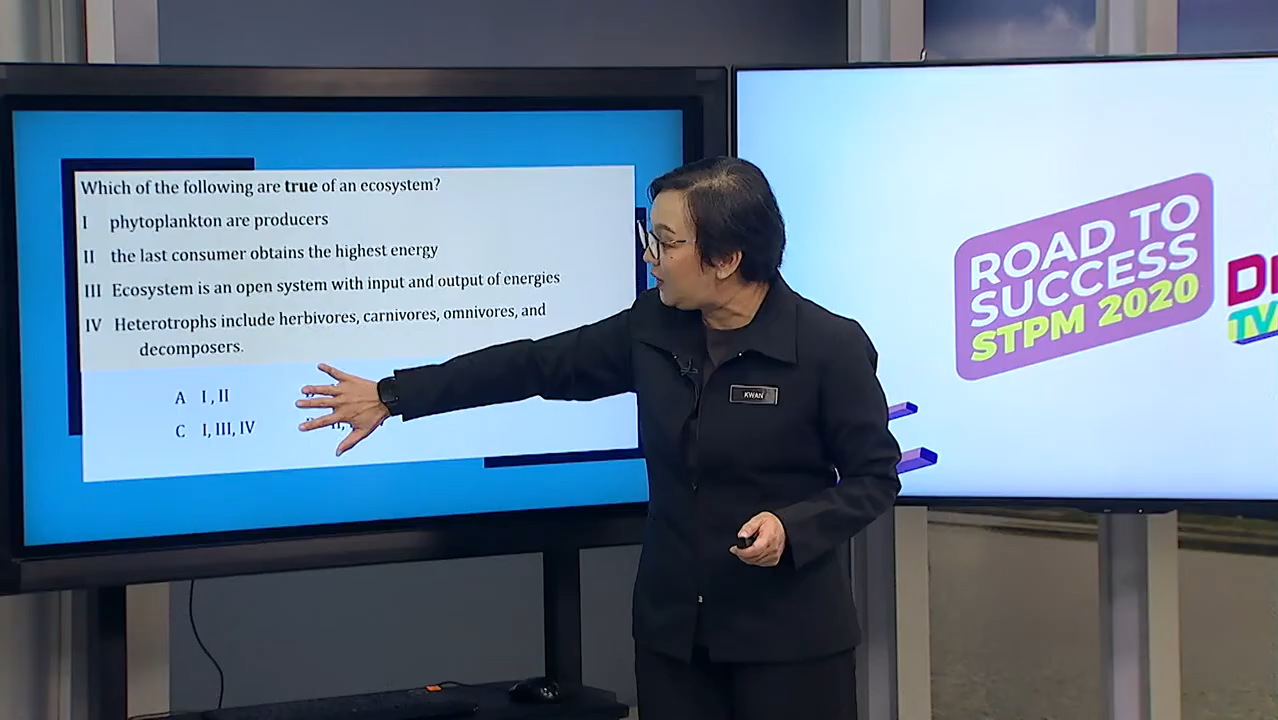 Which of the following are true of an ecosystem?
I phytoplankton are producers
II the last consumer obtains the highest energy
III Ecosystem is an open system with input and output of energies
IV Heterotrophs include herbivores, carnivores, omnivores, and
decomposers.
A I, II
C I, III, IV
KWAN
ROAD TO
SUCCESS
STPM 2020
TV